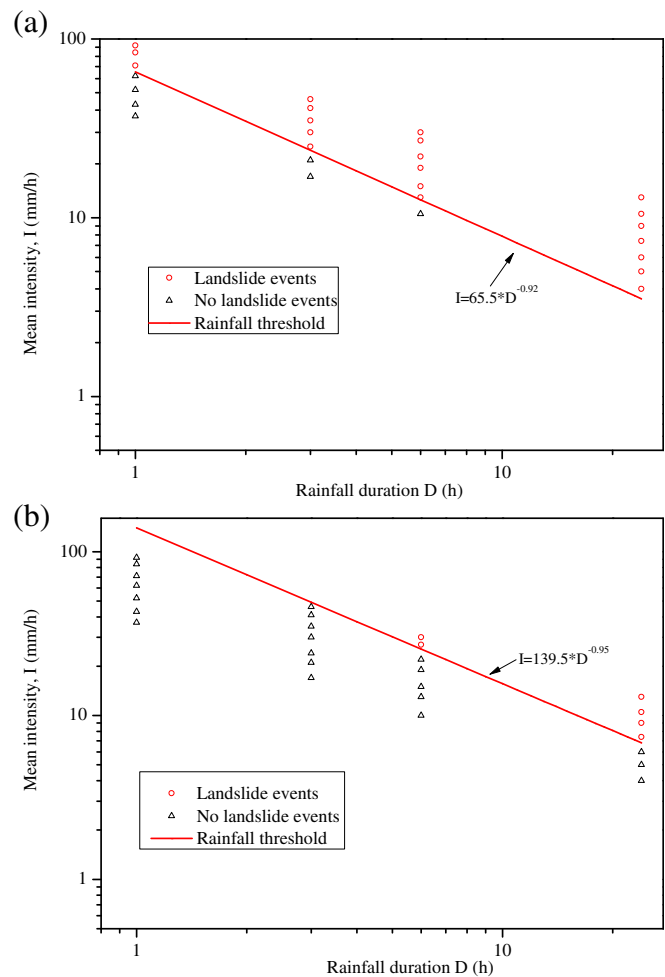 (a)
100
10
1
Mean intensity, I (mm/h)
Landslide events
No landslide events
Rainfall threshold
I=65.5*D^-0.92
1
10
Rainfall duration D (h)
(b)
100
10
1
Mean intensity, I (mm/h)
I=139.5*D^-0.95
Landslide events
No landslide events
Rainfall threshold
1
10
Rainfall duration D (h)